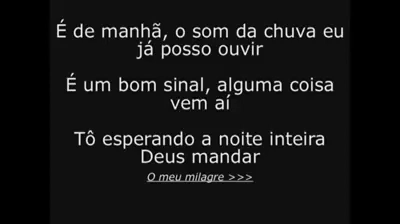 É de manhã, o som da chuva eu
já posso ouvir
É um bom sinal, alguma coisa
vem aí
Tô esperando a noite inteira
Deus mandar
O meu milagre >>>